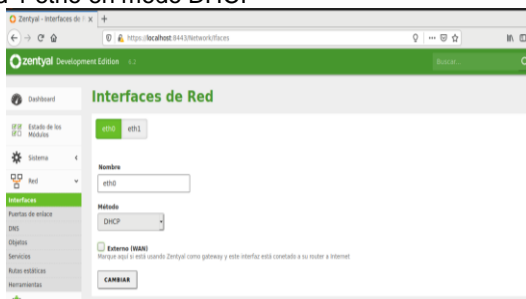 en modo DHCP
Zentyal - Interfaces de
https://localhost:8443/Network/Ifaces
zentyal Development Edition 6.2
Buscar...
Dashboard
Estado de los Módulos
Sistema
Red
Interfaces
Puertas de enlace
DNS
Objetos
Servicios
Rutas estáticas
Herramientas
Interfaces de Red
eth0 eth1
Nombre
eth0
Método
DHCP
Externo (WAN)
Marque aquí si está usando Zentyal como gateway y este interfaz está conetado a su router a Internet
CAMBIAR